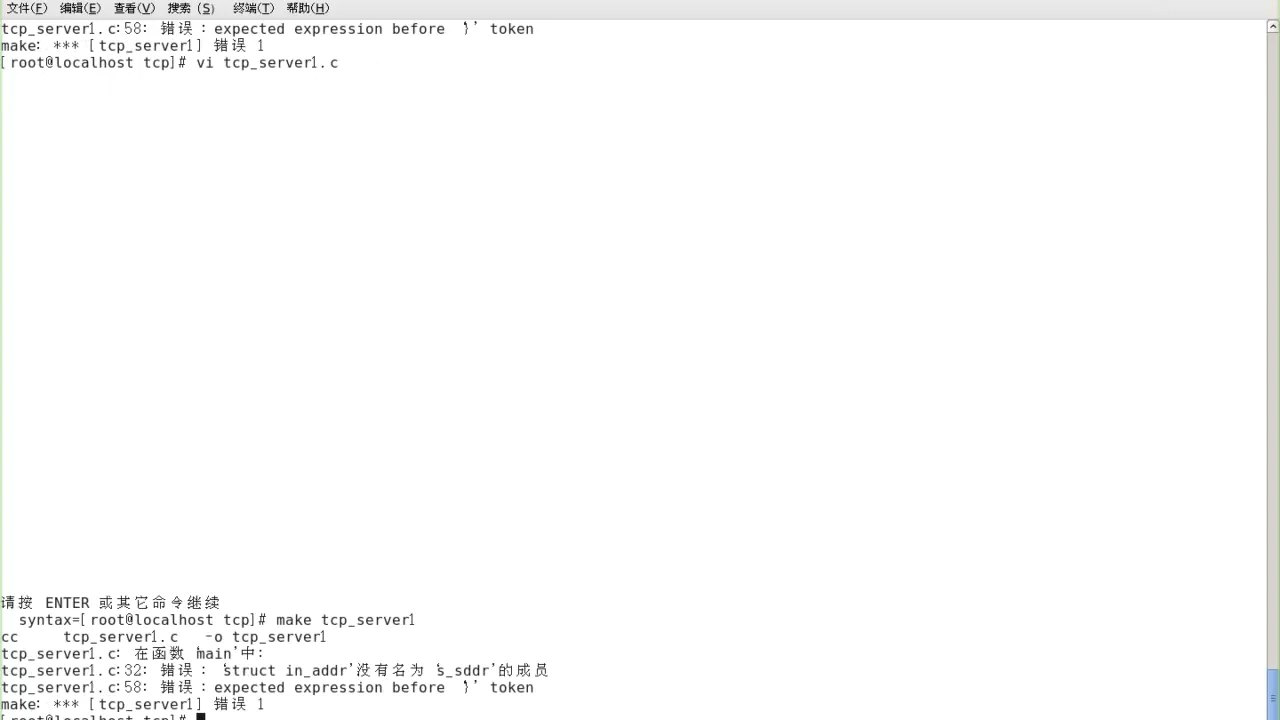 文件(F) 编辑(E) 查看(V) 搜索 (S) 终端(T) 帮助(H)
tcp_server1.c:58: 错误：expected expression before ‘}’ token
make: *** [tcp_server1] 错误 1
[root@localhost tcp]# vi tcp_server1.c
请按 ENTER 或其它命令继续
syntax=[root@localhost tcp]# make tcp_server1
cc tcp_server1.c -o tcp_server1
tcp_server1.c: 在函数‘main’中:
tcp_server1.c:32: 错误：‘struct in_addr’没有名为‘s_sddr’的成员
tcp_server1.c:58: 错误：expected expression before ‘}’ token
make: *** [tcp_server1] 错误 1
[root@localhost tcp]#